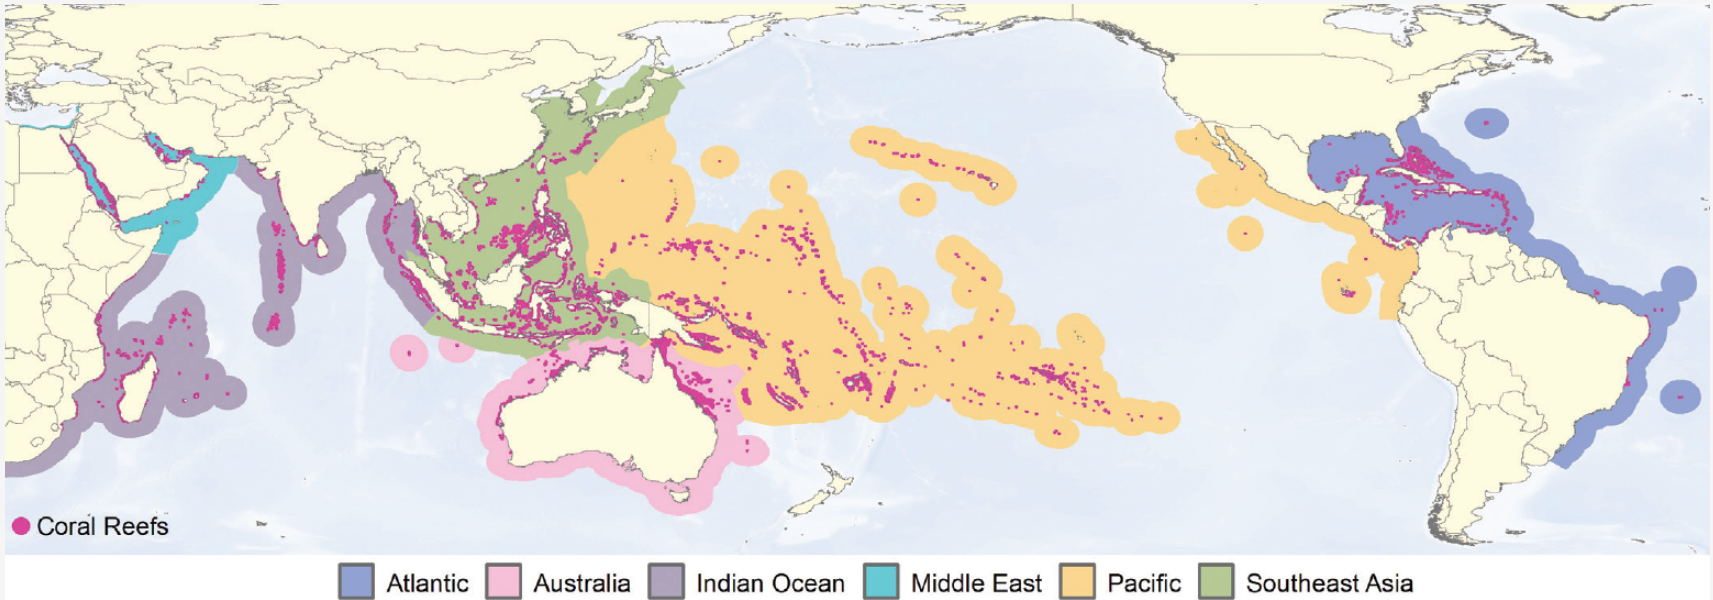 Coral Reefs
Atlantic Australia Indian Ocean Middle East Pacific Southeast Asia